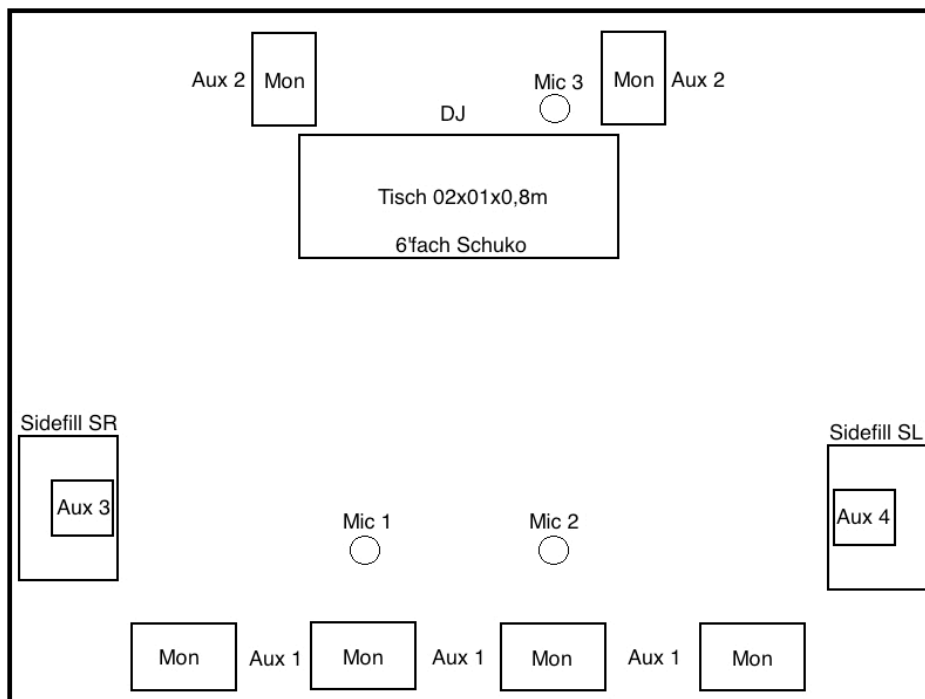 Aux 2 Mon Mic 3 Mon Aux 2
DJ
Tisch 02x01x0,8m
6'fach Schuko
Sidefill SR
Sidefill SL
Aux 3
Aux 4
Mic 1 Mic 2
Mon Aux 1 Mon Aux 1 Mon Aux 1 Mon